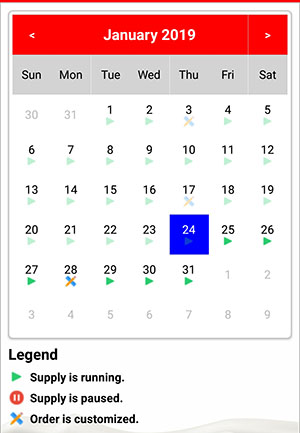 < January 2019 >
Sun Mon Tue Wed Thu Fri Sat
30 31 1 2 3 4 5
6 7 8 9 10 11 12
13 14 15 16 17 18 19
20 21 22 23 24 25 26
27 28 29 30 31 1 2
3 4 5 6 7 8 9
Legend
Supply is running.
Supply is paused.
Order is customized.